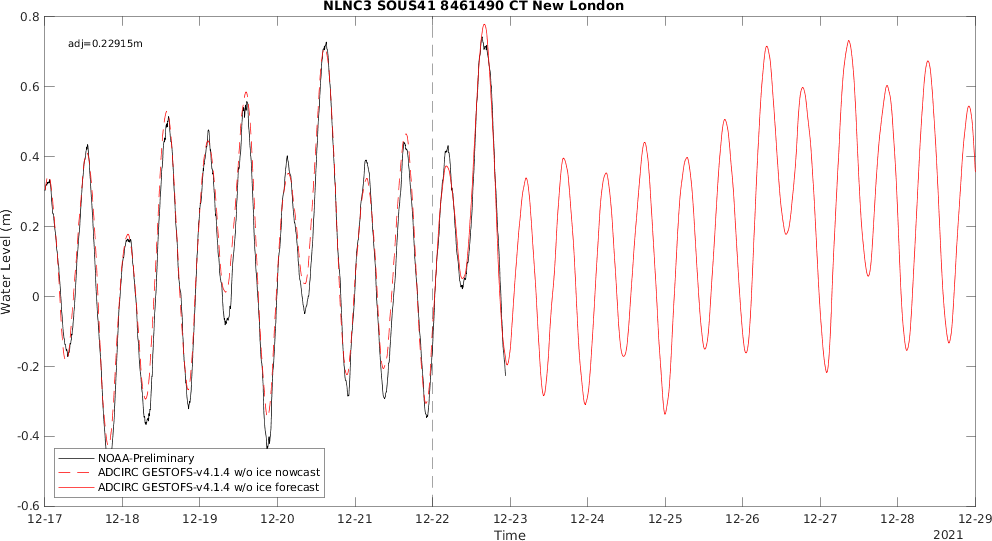 NLNC3 SOUS41 8461490 CT New London
adj=0.22915m
0.8
0.6
0.4
0.2
0
-0.2
-0.4
-0.6
Water Level (m)
NOAA-Preliminary
ADCIRC GESTOFS-v4.1.4 w/o ice nowcast
ADCIRC GESTOFS-v4.1.4 w/o ice forecast
12-17 12-18 12-19 12-20 12-21 12-22 12-23 12-24 12-25 12-26 12-27 12-28 12-29
Time
2021